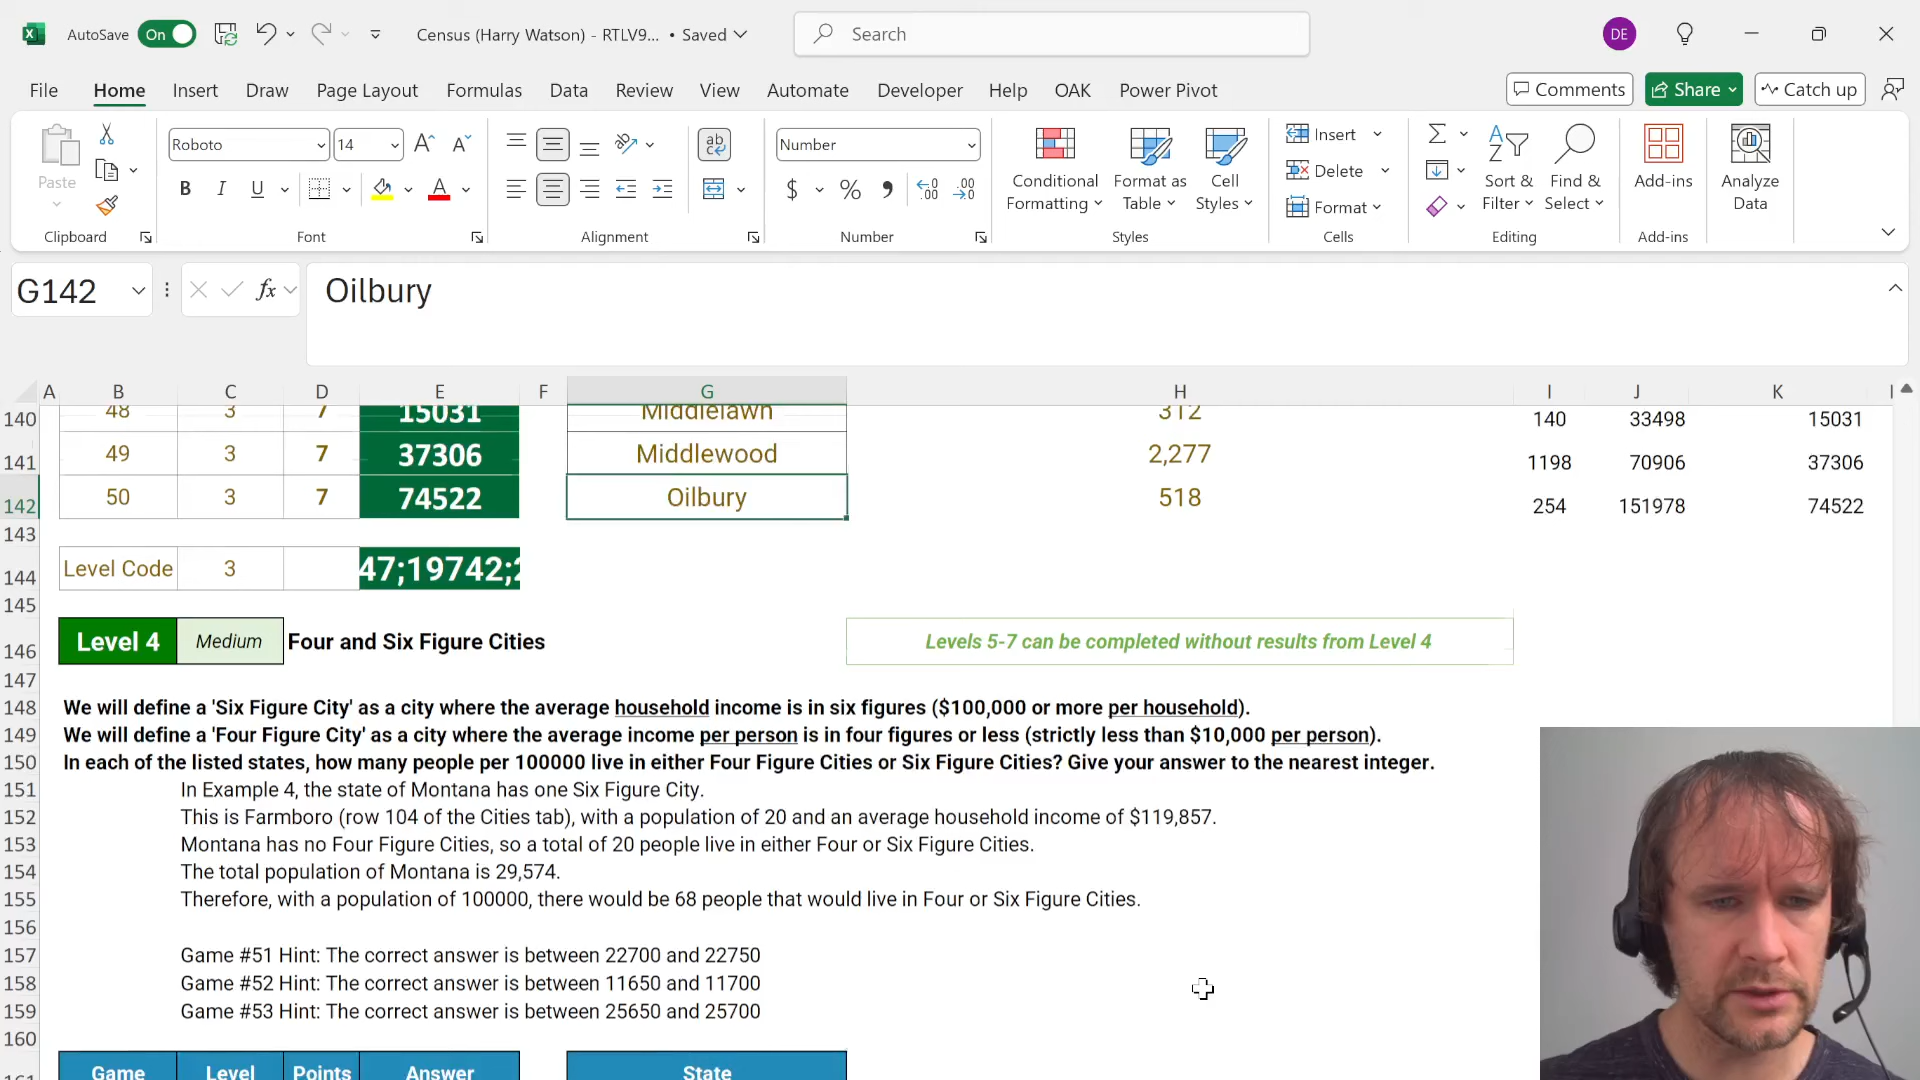 AutoSave On Census (Harry Watson) - RTLV9... • Saved Search DE
File Home Insert Draw Page Layout Formulas Data Review View Automate Developer Help OAK Power Pivot Comments Share Catch up
Paste Roboto 14 Number Conditional Formatting Format as Table Cell Styles Insert Delete Format Sort & Filter Find & Select Add-ins Analyze Data
Clipboard Font Alignment Number Styles Cells Editing Add-ins
G142 fx Oilbury
A B C D E F G H I J K
140 48 3 7 15031 Middlelawn 312 140 33498 15031
141 49 3 7 37306 Middlewood 2,277 1198 70906 37306
142 50 3 7 74522 Oilbury 518 254 151978 74522
143
144 Level Code 3 47;19742;
145
146 Level 4 Medium Four and Six Figure Cities Levels 5-7 can be completed without results from Level 4
147
148 We will define a 'Six Figure City' as a city where the average household income is in six figures ($100,000 or more per household).
149 We will define a 'Four Figure City' as a city where the average income per person is in four figures or less (strictly less than $10,000 per person).
150 In each of the listed states, how many people per 100000 live in either Four Figure Cities or Six Figure Cities? Give your answer to the nearest integer.
151 In Example 4, the state of Montana has one Six Figure City.
152 This is Farmboro (row 104 of the Cities tab), with a population of 20 and an average household income of $119,857.
153 Montana has no Four Figure Cities, so a total of 20 people live in either Four or Six Figure Cities.
154 The total population of Montana is 29,574.
155 Therefore, with a population of 100000, there would be 68 people that would live in Four or Six Figure Cities.
156
157 Game #51 Hint: The correct answer is between 22700 and 22750
158 Game #52 Hint: The correct answer is between 11650 and 11700
159 Game #53 Hint: The correct answer is between 25650 and 25700
160
161 Game Level Points Answer State